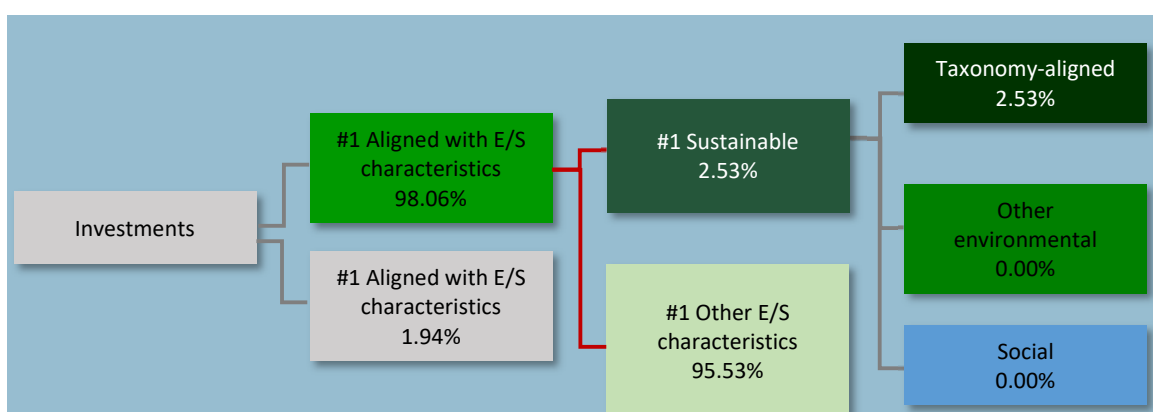 Investments
#1 Aligned with E/S
characteristics
98.06%
#1 Aligned with E/S
characteristics
1.94%
#1 Sustainable
2.53%
#1 Other E/S
characteristics
95.53%
Taxonomy-aligned
2.53%
Other
environmental
0.00%
Social
0.00%